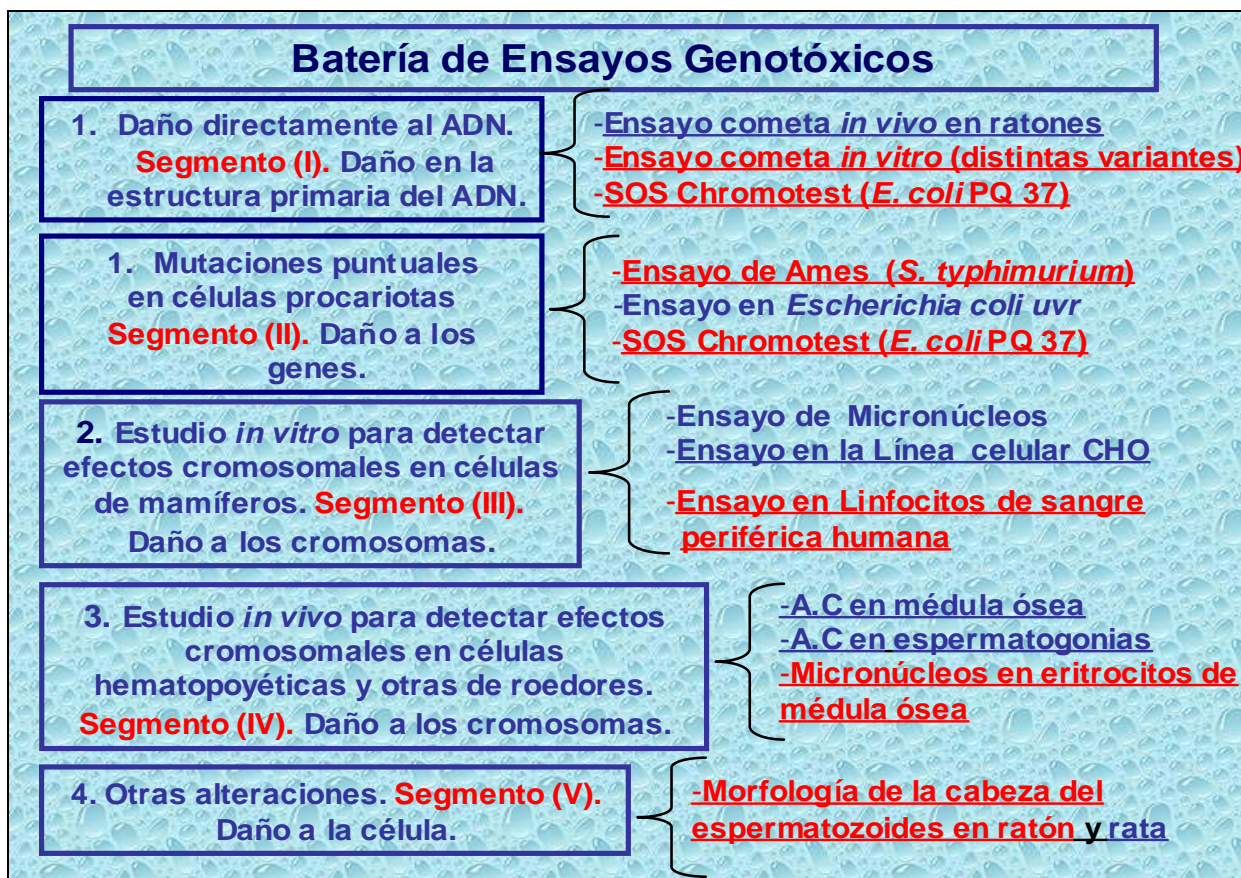 Batería de Ensayos Genotóxicos
1. Daño directamente al ADN.
Segmento (I). Daño en la
estructura primaria del ADN.
-Ensayo cometa in vivo en ratones
-Ensayo cometa in vitro (distintas variantes)
-SOS Chromotest (E. coli PQ 37)
1. Mutaciones puntuales
en células procariotas
Segmento (II). Daño a los
genes.
-Ensayo de Ames (S. typhimurium)
-Ensayo en Escherichia coli uvr
-SOS Chromotest (E. coli PQ 37)
2. Estudio in vitro para detectar
efectos cromosomales en células
de mamíferos. Segmento (III).
Daño a los cromosomas.
-Ensayo de Micronúcleos
-Ensayo en la Línea celular CHO
-Ensayo en Linfocitos de sangre
periférica humana
3. Estudio in vivo para detectar efectos
cromosomales en células
hematopoyéticas y otras de roedores.
Segmento (IV). Daño a los cromosomas.
-A.C en médula ósea
-A.C en espermatogonias
-Micronúcleos en eritrocitos de
médula ósea
4. Otras alteraciones. Segmento (V).
Daño a la célula.
-Morfología de la cabeza del
espermatozoides en ratón y rata